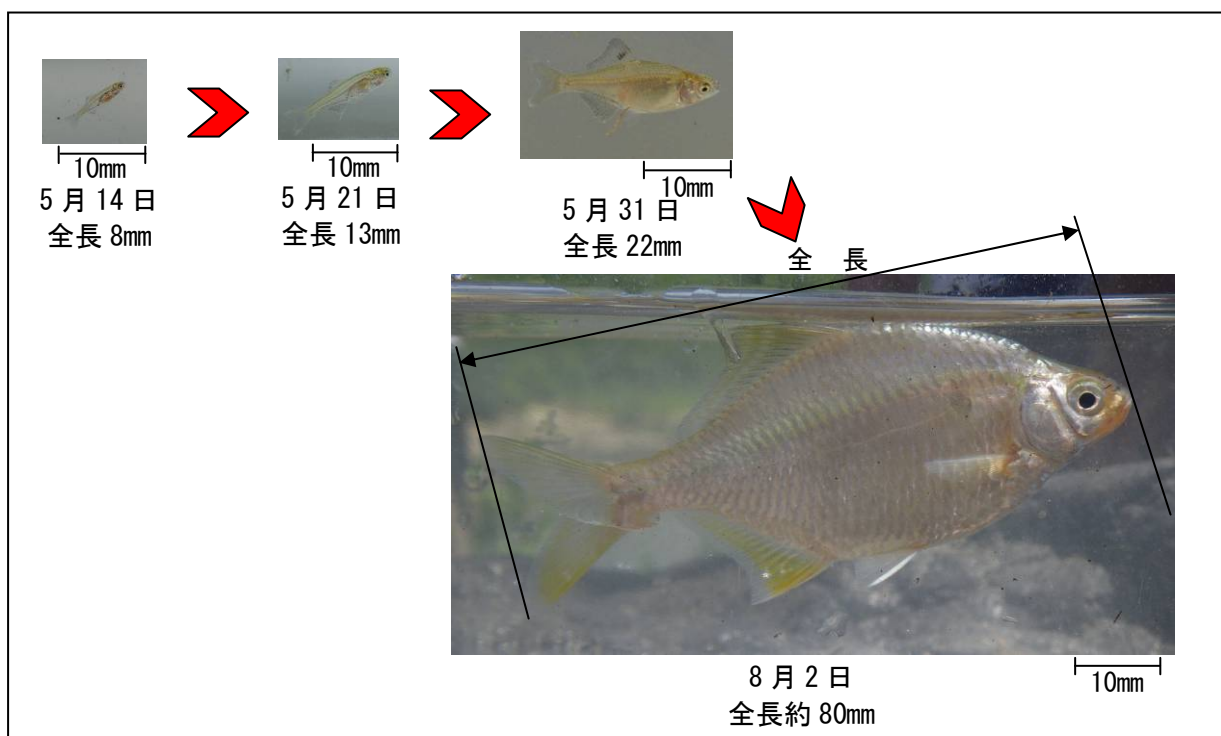 10mm
5 月 14 日
全長 8mm
10mm
5 月 21 日
全長 13mm
10mm
5 月 31 日
全長 22mm
全 長
10mm
8 月 2 日
全長約 80mm